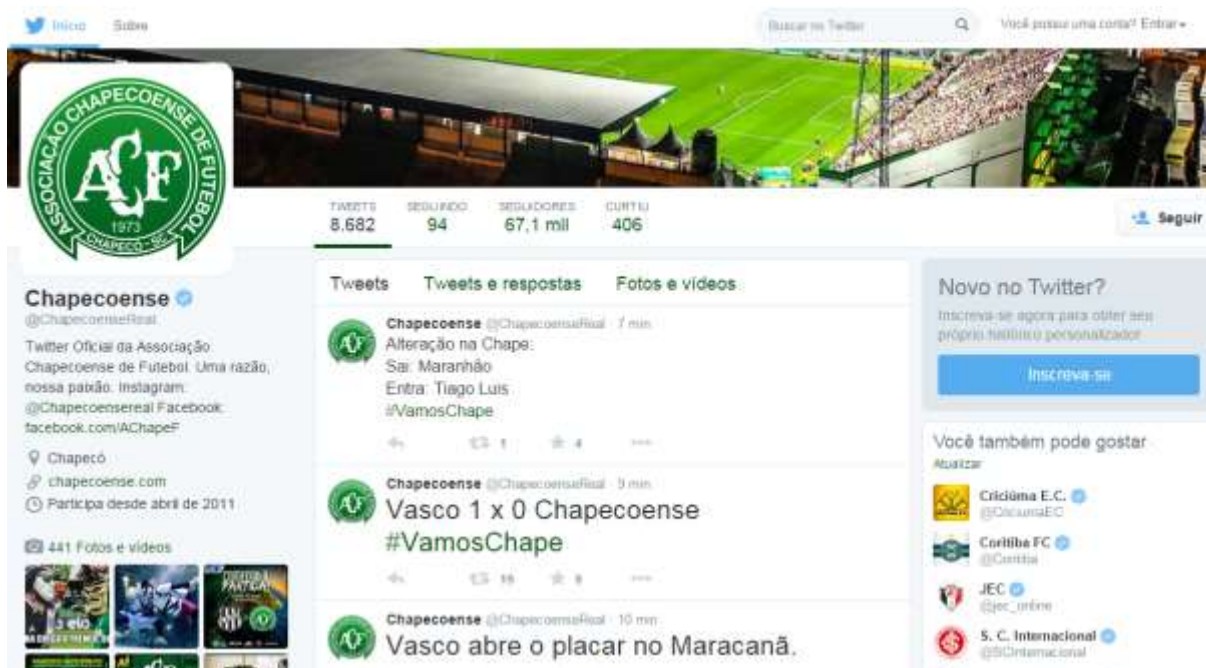 Início Sobre
Buscar no Twitter
Você possui uma conta? Entrar
ASSOCIAÇÃO CHAPECOENSE DE FUTEBOL
ACF
1973
CHAPECÓ - SC
TWEETS SEGUINDO SEGUIDORES CURTIU
8.682 94 67,1 mil 406
Seguir
Chapecoense
@ChapecoenseReal
Twitter Oficial da Associação
Chapecoense de Futebol. Uma razão,
nossa paixão. Instagram:
@Chapecoensereal Facebook:
facebook.com/AChapeF
Chapecó
chapecoense.com
Participa desde abril de 2011
441 Fotos e vídeos
Tweets Tweets e respostas Fotos e vídeos
Chapecoense @ChapecoenseReal · 7 min
Alteração na Chape:
Sai: Maranhão
Entra: Tiago Luis
#VamosChape
1 4
Chapecoense @ChapecoenseReal · 9 min
Vasco 1 x 0 Chapecoense
#VamosChape
Chapecoense @ChapecoenseReal · 10 min
Vasco abre o placar no Maracanã.
Novo no Twitter?
Inscreva-se agora para obter seu
próprio histórico personalizado!
Inscreva-se
Você também pode gostar
Atualizar
Criciúma E.C.
@CriciumaEC
Coritiba FC
@Coritiba
JEC
@jec_online
S. C. Internacional
@SCInternacional